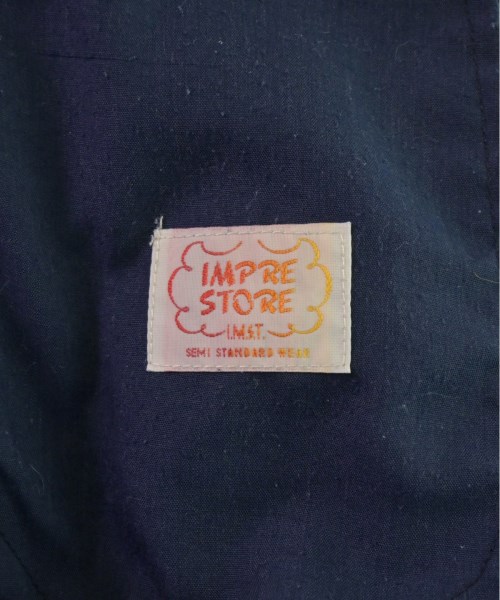 IMPRE
STORE
I.M.&T.
SEMI STANDARD WEAR